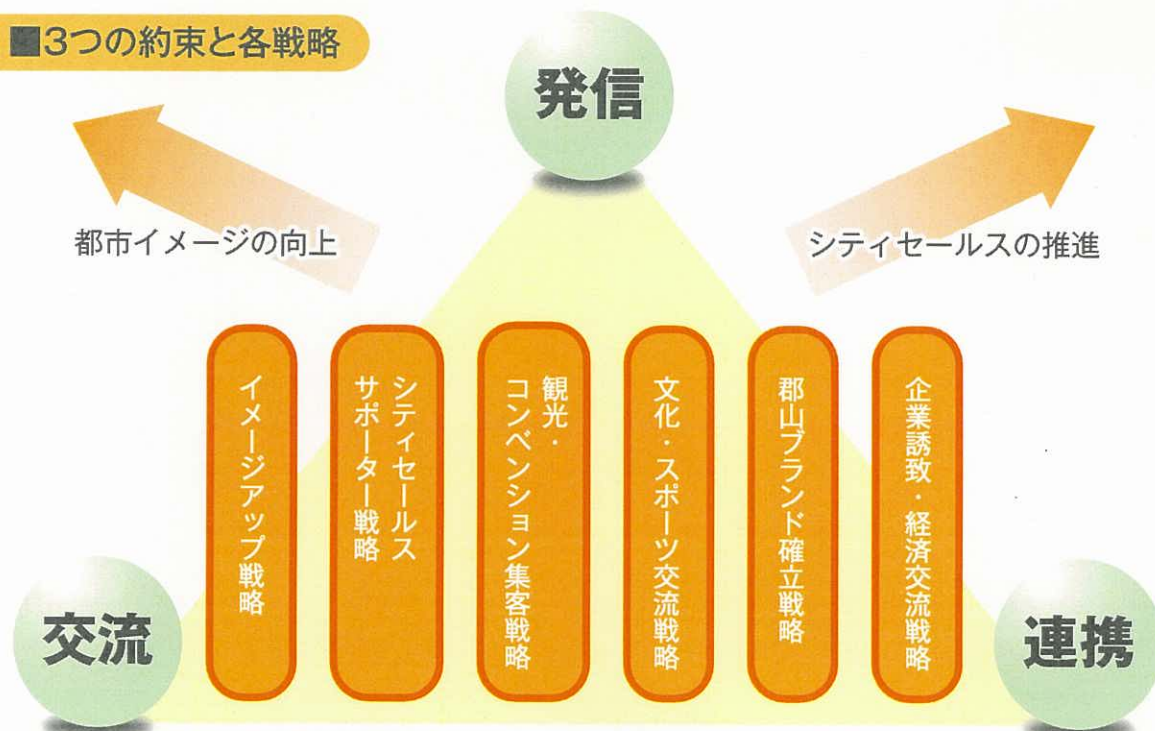 ■3つの約束と各戦略
発信
都市イメージの向上
シティセールスの推進
イメージアップ戦略
シティセールス
サポーター戦略
観光・
コンベンション集客戦略
文化・スポーツ交流戦略
郡山ブランド確立戦略
企業誘致・経済交流戦略
交流
連携